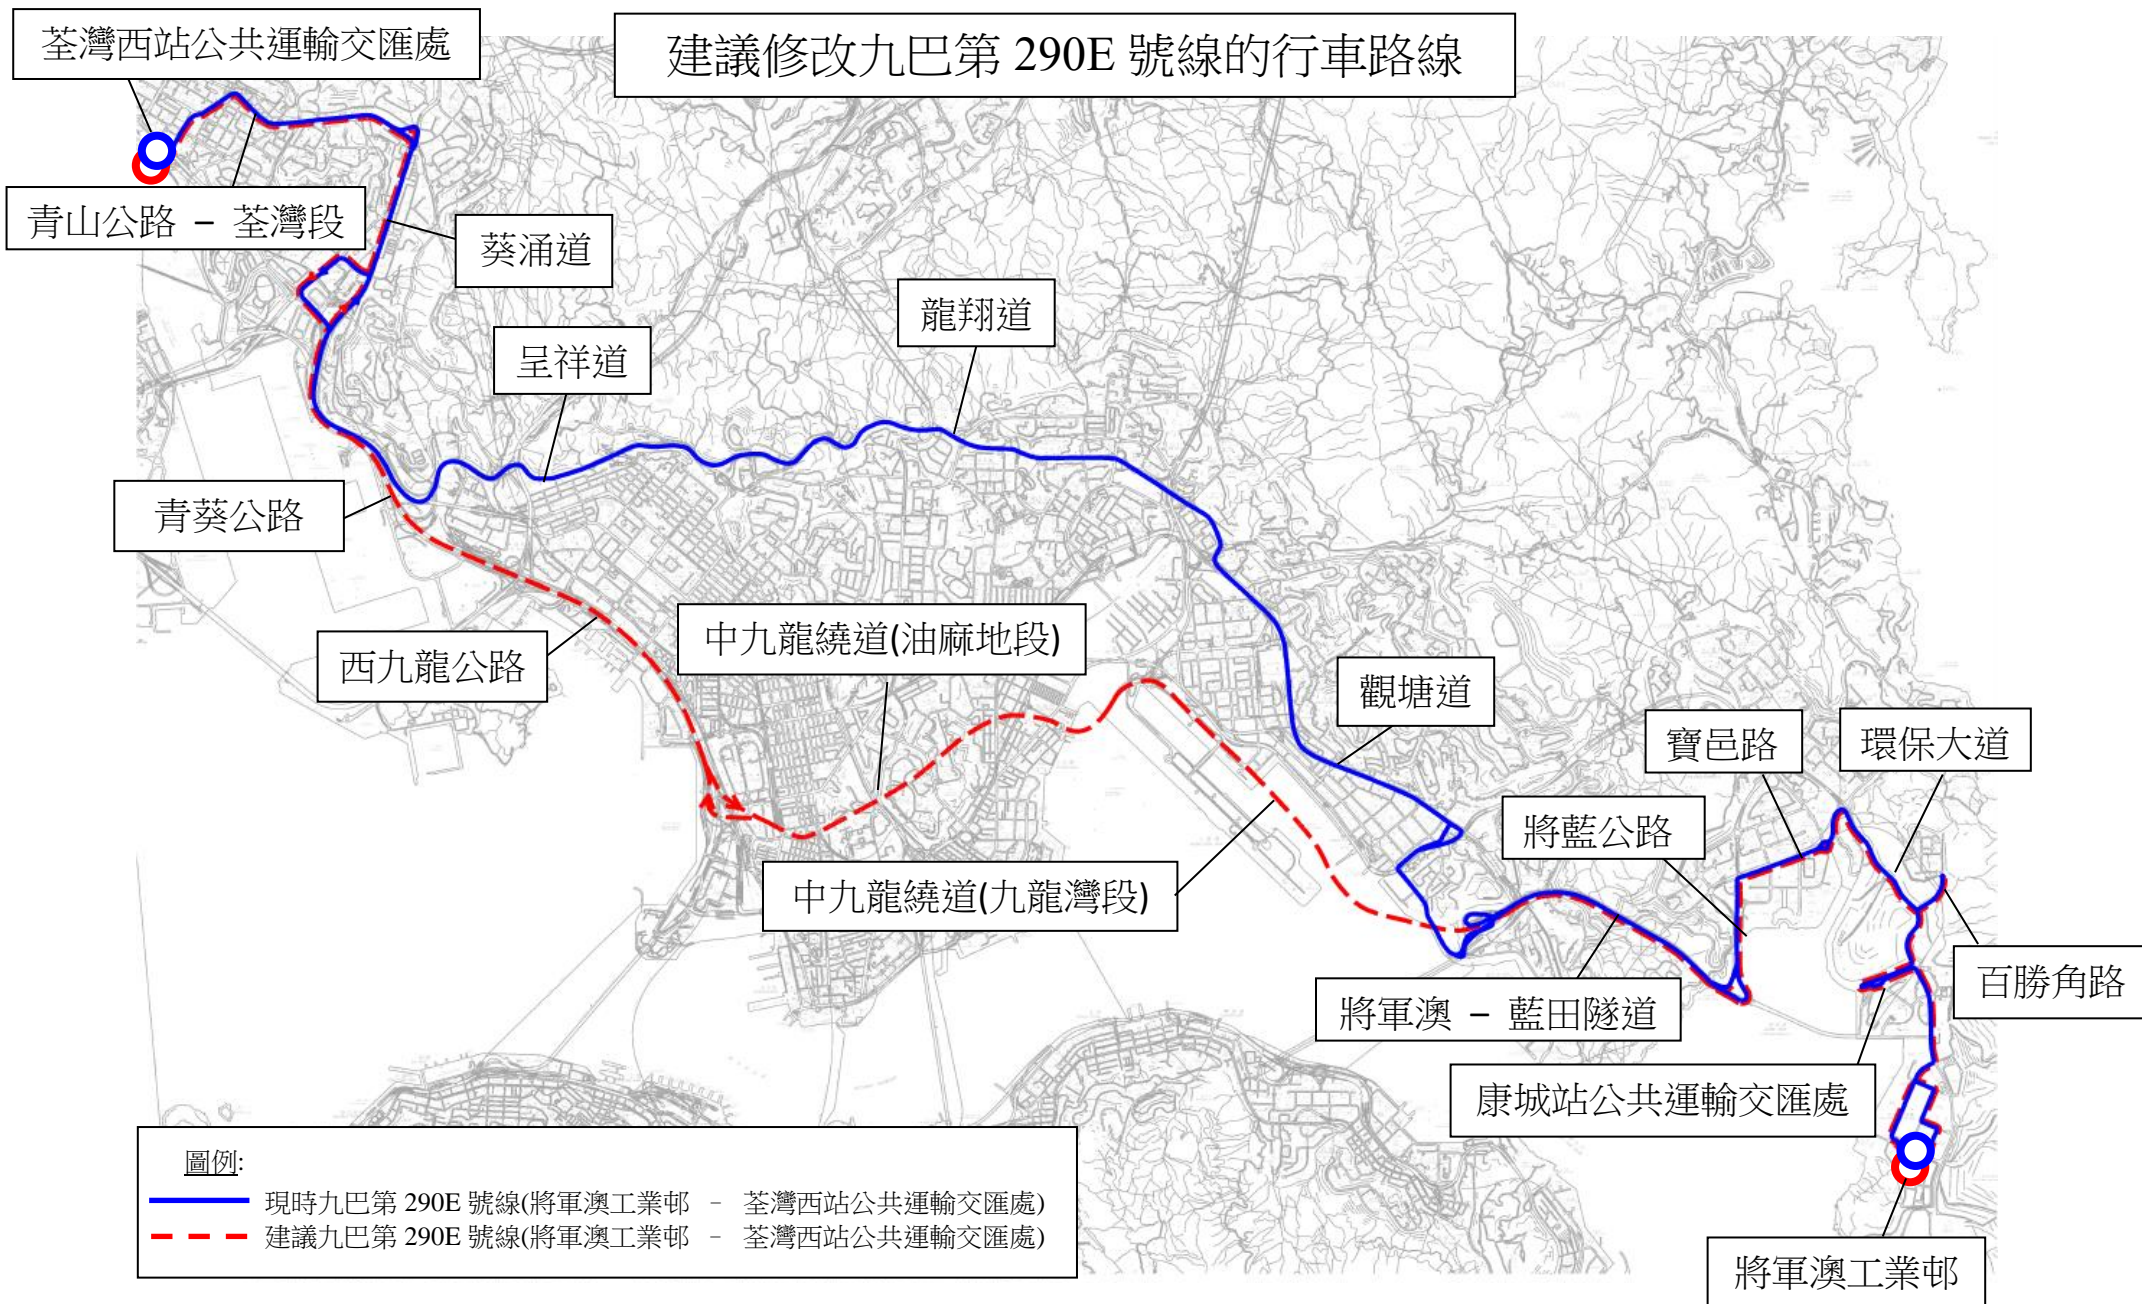 荃灣西站公共運輸交匯處
建議修改九巴第 290E 號線的行車路線
青山公路 – 荃灣段
葵涌道
龍翔道
呈祥道
青葵公路
西九龍公路
中九龍繞道(油麻地段)
觀塘道
寶邑路
環保大道
將藍公路
中九龍繞道(九龍灣段)
百勝角路
將軍澳 – 藍田隧道
康城站公共運輸交匯處
將軍澳工業邨
圖例:
現時九巴第 290E 號線(將軍澳工業邨 - 荃灣西站公共運輸交匯處)
建議九巴第 290E 號線(將軍澳工業邨 - 荃灣西站公共運輸交匯處)